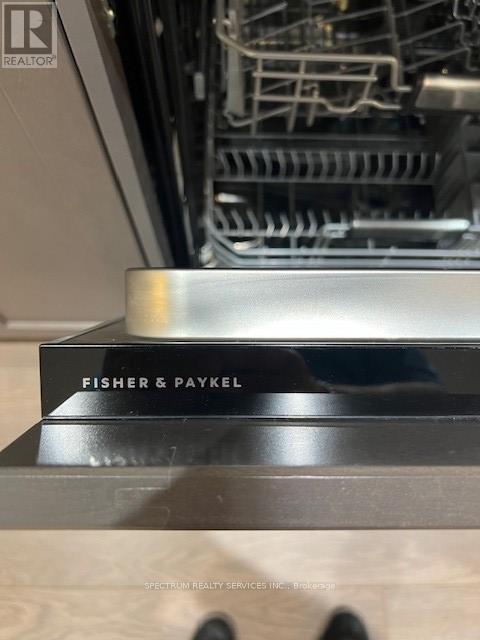 R
REALTOR®
FISHER & PAYKEL
SPECTRUM REALTY SERVICES INC., Brokerage